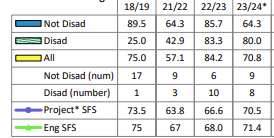 18/19 21/22 22/23 23/24*
Not Disad 89.5 64.3 85.7 64.3
Disad 25.0 42.9 83.3 80.0
All 75.0 57.1 84.2 70.8
Not Disad (num) 17 9 6 9
Disad (number) 1 3 10 8
Project* SFS 73.5 63.8 66.6 70.5
Eng SFS 75 67 68.0 71.4